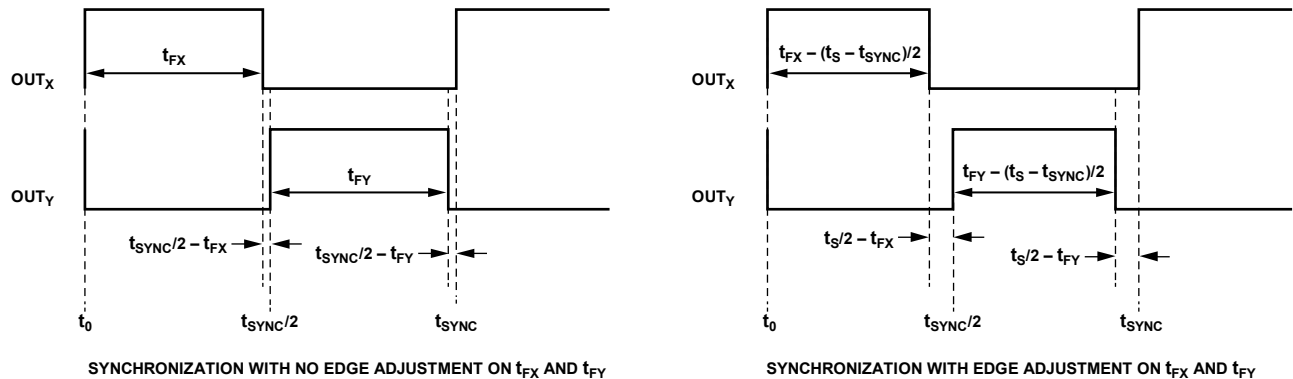 OUTX
tFX
OUTY
tFY
tSYNC/2 – tFX
tSYNC/2 – tFY
t0
tSYNC/2
tSYNC
SYNCHRONIZATION WITH NO EDGE ADJUSTMENT ON tFX AND tFY
OUTX
tFX – (tS – tSYNC)/2
OUTY
tFY – (tS – tSYNC)/2
tS/2 – tFX
tS/2 – tFY
t0
tSYNC/2
tSYNC
SYNCHRONIZATION WITH EDGE ADJUSTMENT ON tFX AND tFY